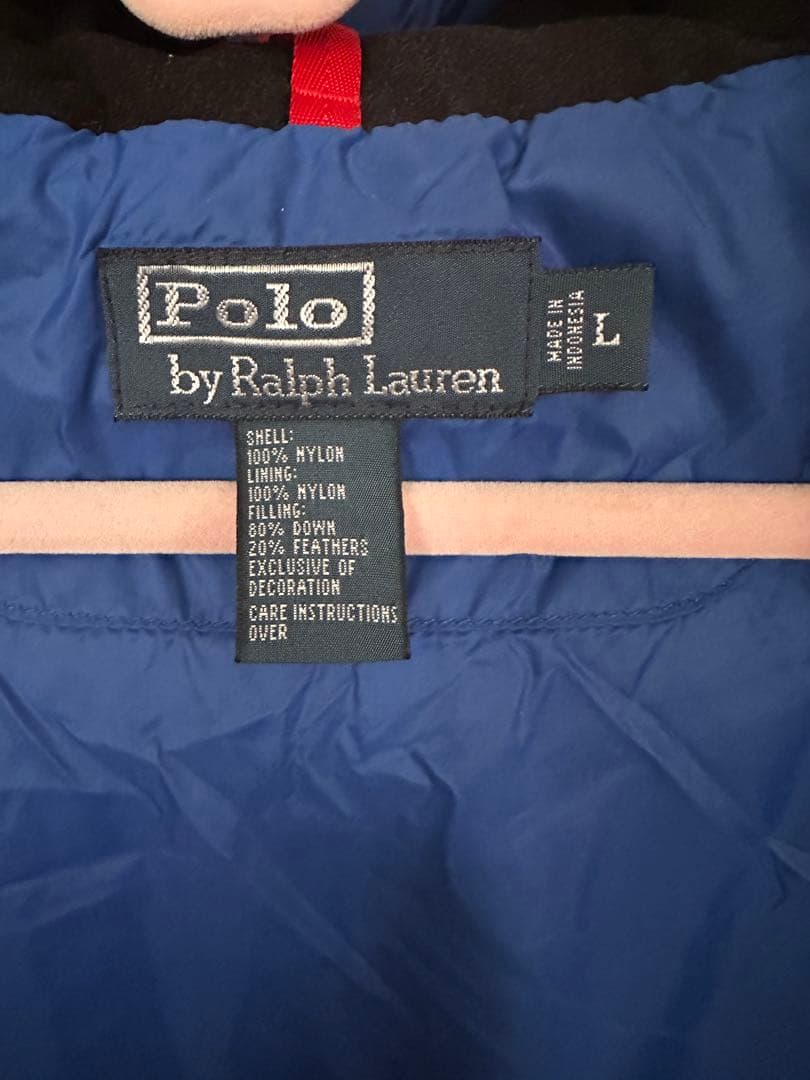 Polo
by Ralph Lauren
MADE IN
INDONESIA
L
SHELL:
100% NYLON
LINING:
100% NYLON
FILLING:
80% DOWN
20% FEATHERS
EXCLUSIVE OF
DECORATION
CARE INSTRUCTIONS
OVER